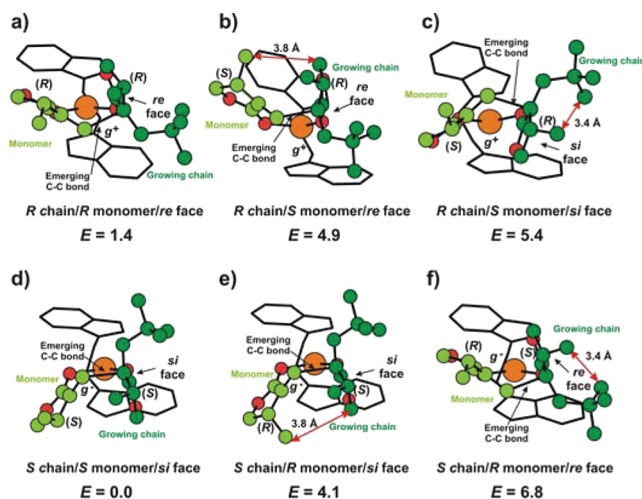 a)
(R)
(R)
re
face
Monomer
g+
Emerging
C-C bond
Growing chain
R chain/R monomer/re face
E = 1.4
b)
3.8 Å
Growing chain
(S)
(R)
re
face
Monomer
g+
Emerging
C-C bond
R chain/S monomer/re face
E = 4.9
c)
Emerging
C-C bond
Growing chain
Monomer
(R)
3.4 Å
(S)
g+
si
face
R chain/S monomer/si face
E = 5.4
d)
Emerging
C-C bond
si
face
Monomer
g-
(S)
(S)
Growing chain
S chain/S monomer/si face
E = 0.0
e)
Emerging
C-C bond
si
face
Monomer
g-
(S)
(R)
3.8 Å
Growing chain
S chain/R monomer/si face
E = 4.1
f)
Growing chain
(R)
g-
(S)
3.4 Å
re
face
Monomer
Emerging
C-C bond
S chain/R monomer/re face
E = 6.8